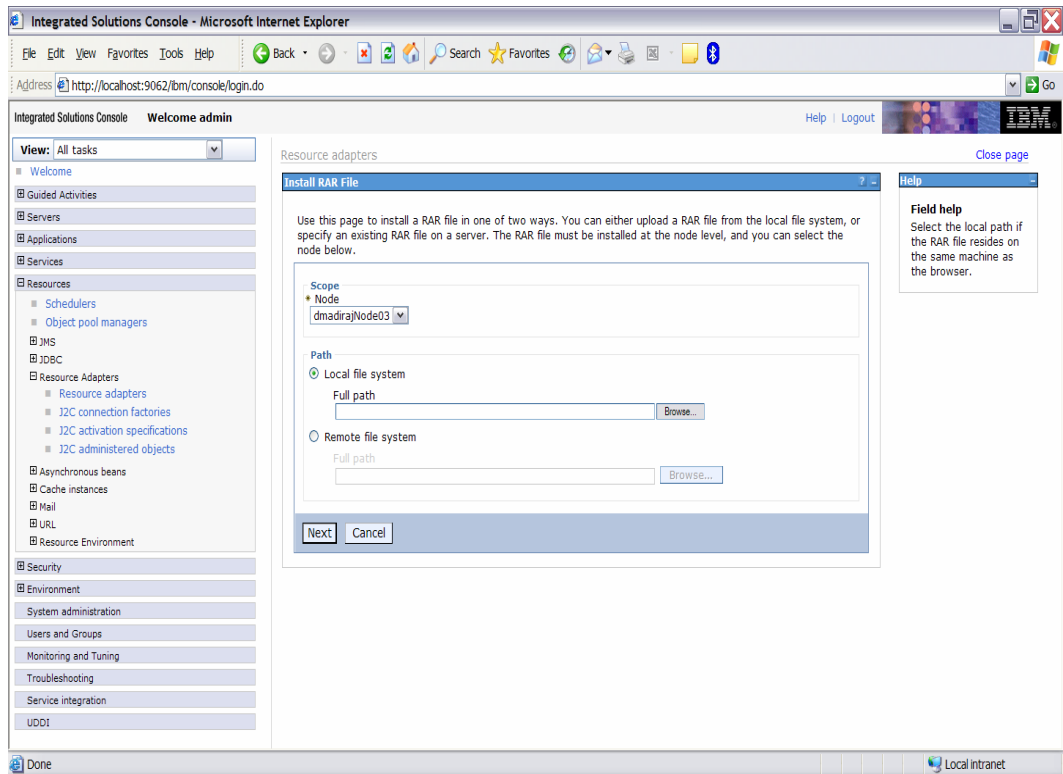 Integrated Solutions Console - Microsoft Internet Explorer
File Edit View Favorites Tools Help
Back
Search
Favorites
Address http://localhost:9062/ibm/console/login.do
Go
Integrated Solutions Console Welcome admin
Help | Logout
IBM
View: All tasks
Welcome
Guided Activities
Servers
Applications
Services
Resources
Schedulers
Object pool managers
JMS
JDBC
Resource Adapters
Resource adapters
J2C connection factories
J2C activation specifications
J2C administered objects
Asynchronous beans
Cache instances
Mail
URL
Resource Environment
Security
Environment
System administration
Users and Groups
Monitoring and Tuning
Troubleshooting
Service integration
UDDI
Resource adapters
Close page
Install RAR File
? -
Use this page to install a RAR file in one of two ways. You can either upload a RAR file from the local file system, or
specify an existing RAR file on a server. The RAR file must be installed at the node level, and you can select the
node below.
Scope
* Node
dmadirajNode03
Path
Local file system
Full path
Browse...
Remote file system
Full path
Browse...
Next Cancel
Help -
Field help
Select the local path if
the RAR file resides on
the same machine as
the browser.
Done
Local intranet